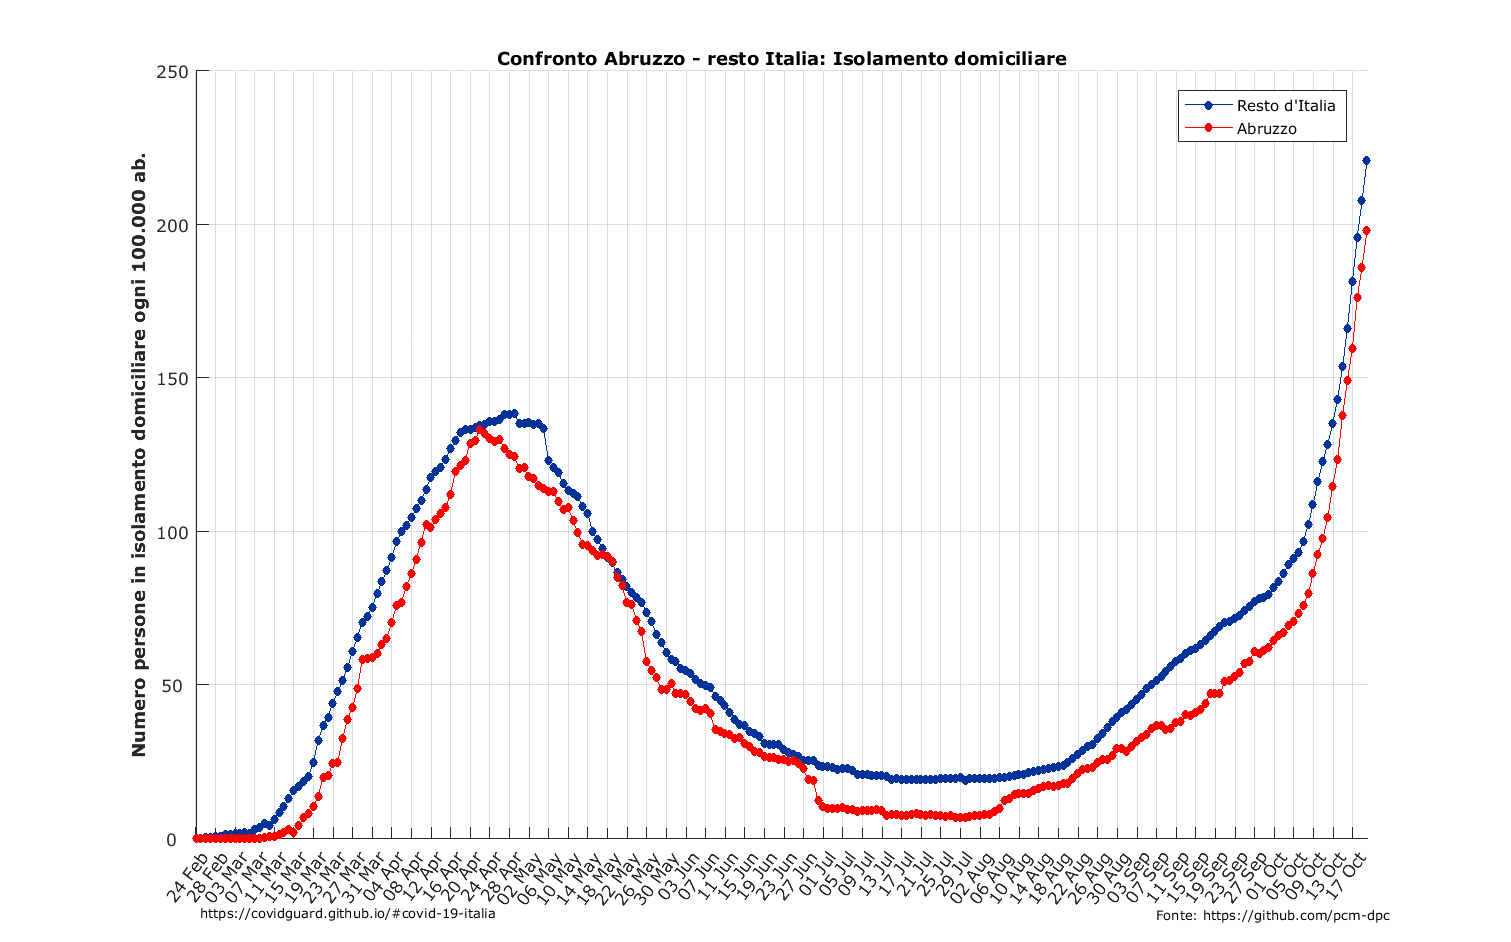 Confronto Abruzzo - resto Italia: Isolamento domiciliare
Numero persone in isolamento domiciliare ogni 100.000 ab.
250
200
150
100
50
0
Resto d'Italia
Abruzzo
24 Feb
28 Feb
03 Mar
07 Mar
11 Mar
15 Mar
19 Mar
23 Mar
27 Mar
31 Mar
04 Apr
08 Apr
12 Apr
16 Apr
20 Apr
24 Apr
28 Apr
02 May
06 May
10 May
14 May
18 May
22 May
26 May
30 May
03 Jun
07 Jun
11 Jun
15 Jun
19 Jun
23 Jun
27 Jun
01 Jul
05 Jul
09 Jul
13 Jul
17 Jul
21 Jul
25 Jul
29 Jul
02 Aug
06 Aug
10 Aug
14 Aug
18 Aug
22 Aug
26 Aug
30 Aug
03 Sep
07 Sep
11 Sep
15 Sep
19 Sep
23 Sep
27 Sep
01 Oct
05 Oct
09 Oct
13 Oct
17 Oct
https://covidguard.github.io/#covid-19-italia
Fonte: https://github.com/pcm-dpc